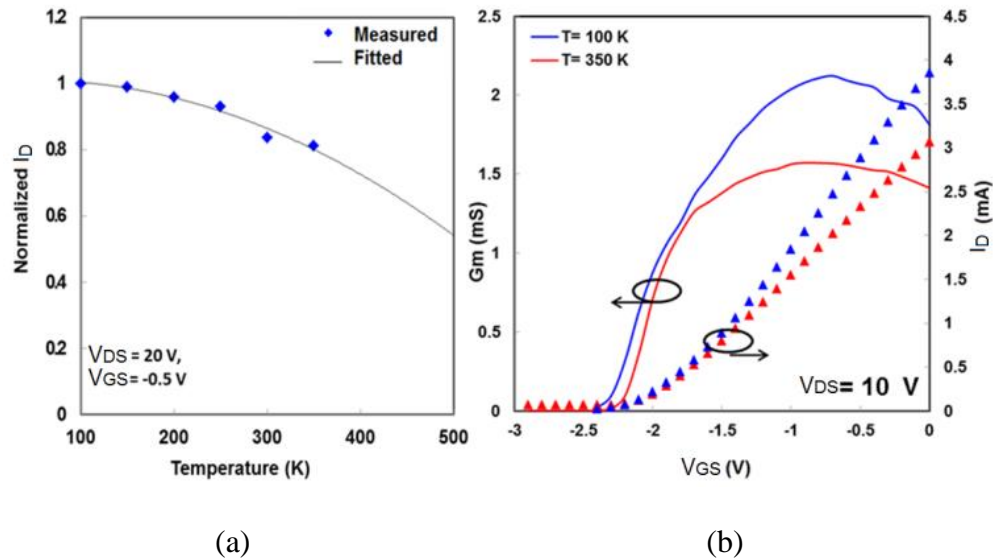 1.2
1
0.8
0.6
0.4
0.2
0
Normalized ID
Measured
Fitted
VDS = 20 V,
VGS = -0.5 V
100 200 300 400 500
Temperature (K)
(a)
2.5
2
1.5
1
0.5
0
Gm (mS)
T= 100 K
T= 350 K
4.5
4
3.5
3
2.5
2
1.5
1
0.5
0
ID (mA)
VDS= 10 V
-3 -2.5 -2 -1.5 -1 -0.5 0
VGS (V)
(b)